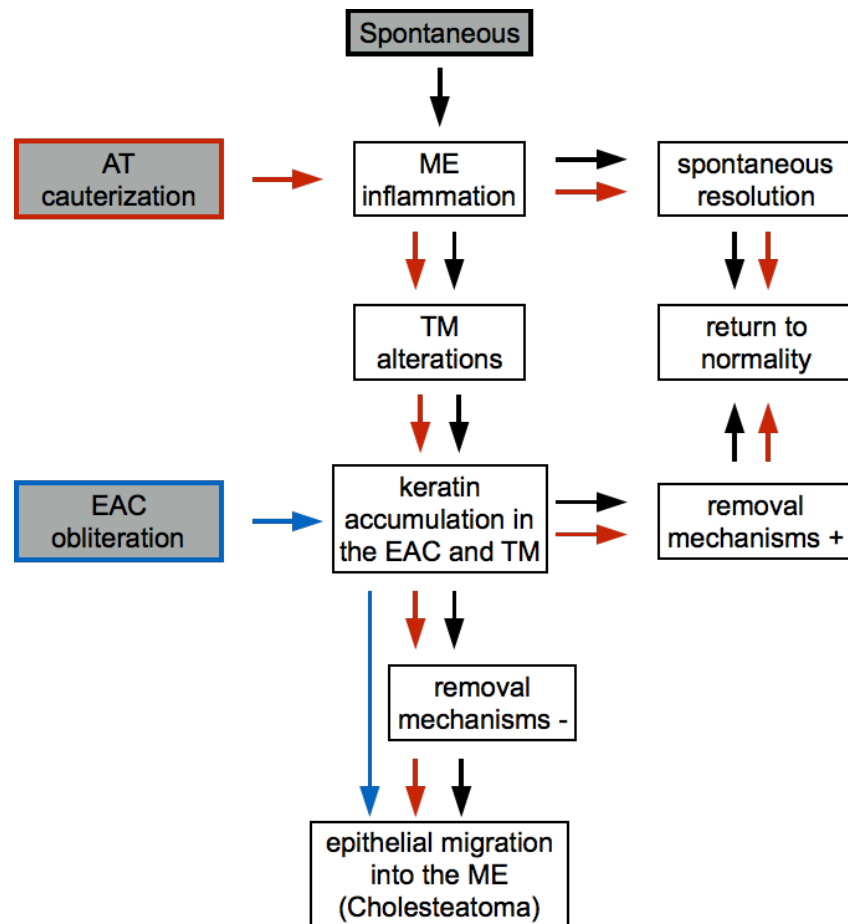 Spontaneous
AT
cauterization
ME
inflammation
spontaneous
resolution
TM
alterations
return to
normality
EAC
obliteration
keratin
accumulation in
the EAC and TM
removal
mechanisms +
removal
mechanisms -
epithelial migration
into the ME
(Cholesteatoma)